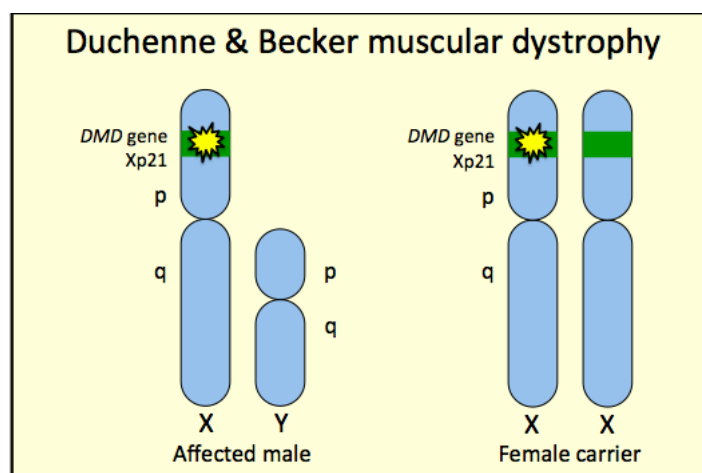 Duchenne & Becker muscular dystrophy
DMD gene
Xp21
p
q
p
q
X
Y
Affected male
DMD gene
Xp21
p
q
X
X
Female carrier